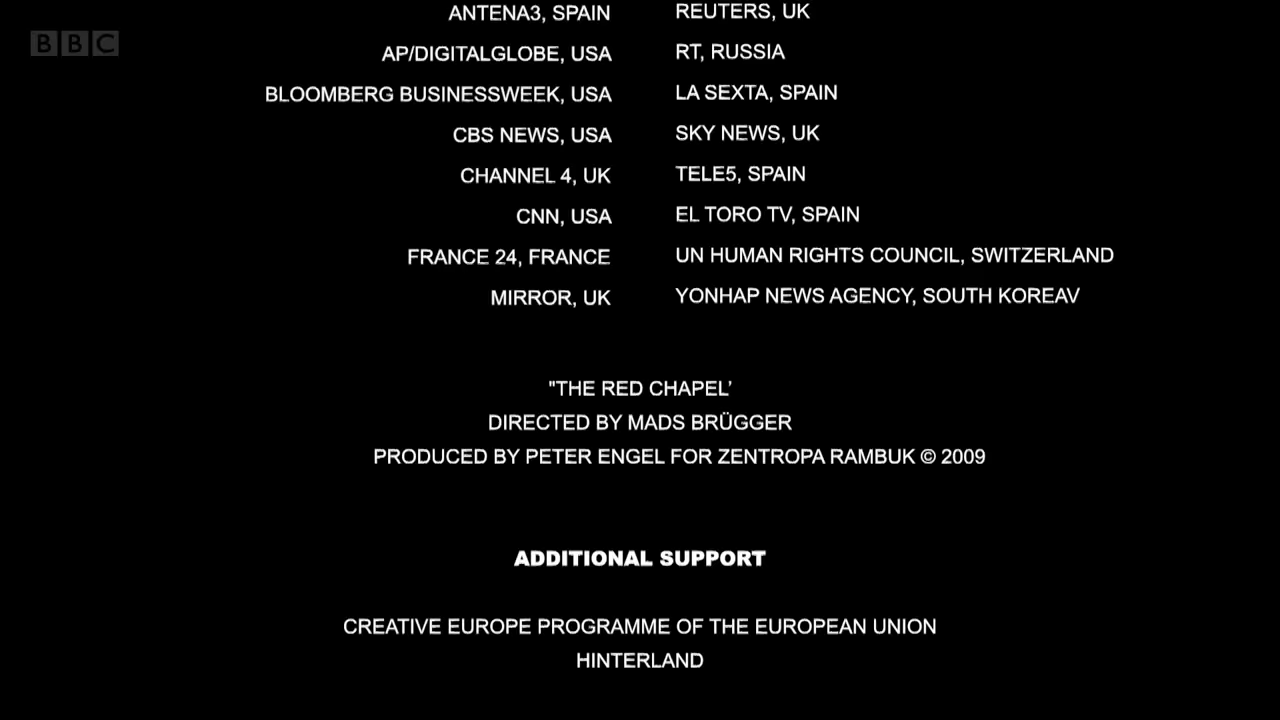 BBC
ANTENA3, SPAIN
AP/DIGITALGLOBE, USA
BLOOMBERG BUSINESSWEEK, USA
CBS NEWS, USA
CHANNEL 4, UK
CNN, USA
FRANCE 24, FRANCE
MIRROR, UK
REUTERS, UK
RT, RUSSIA
LA SEXTA, SPAIN
SKY NEWS, UK
TELE5, SPAIN
EL TORO TV, SPAIN
UN HUMAN RIGHTS COUNCIL, SWITZERLAND
YONHAP NEWS AGENCY, SOUTH KOREAV
"THE RED CHAPEL’
DIRECTED BY MADS BRÜGGER
PRODUCED BY PETER ENGEL FOR ZENTROPA RAMBUK © 2009
ADDITIONAL SUPPORT
CREATIVE EUROPE PROGRAMME OF THE EUROPEAN UNION
HINTERLAND